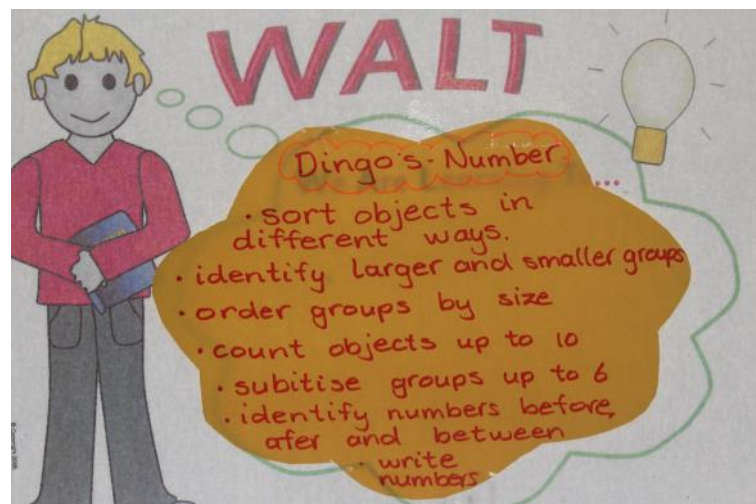 WALT
Dingo's Number
...
• sort objects in
different ways.
• identify larger and smaller groups
• order groups by size
• count objects up to 10
• subitise groups up to 6
• identify numbers before,
afer and between
• write
numbers